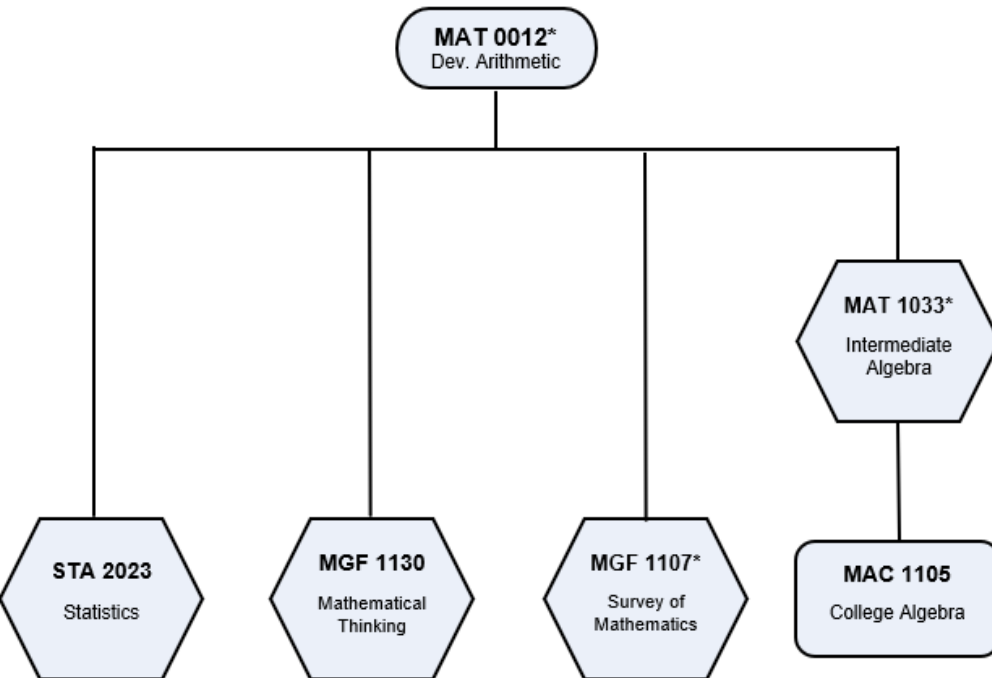 MAT 0012*
Dev. Arithmetic
MAT 1033*
Intermediate
Algebra
STA 2023
Statistics
MGF 1130
Mathematical
Thinking
MGF 1107*
Survey of
Mathematics
MAC 1105
College Algebra